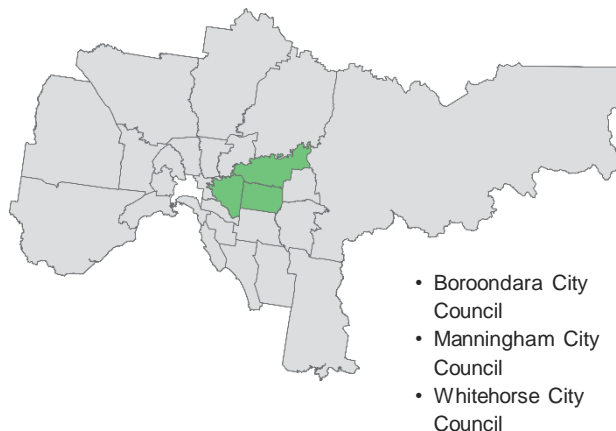 • Boroondara City
Council
• Manningham City
Council
• Whitehorse City
Council